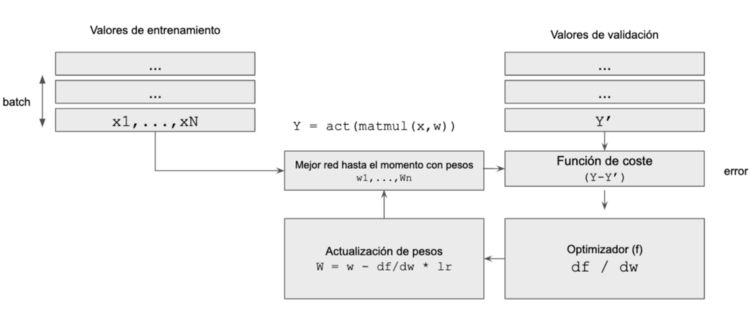 Valores de entrenamiento
Valores de validación
...
...
batch
...
...
x1,...,xN
Y = act(matmul(x,w))
Y’
Mejor red hasta el momento con pesos
w1,...,Wn
Función de coste
(Y-Y’)
error
Actualización de pesos
W = w - df/dw * lr
Optimizador (f)
df / dw